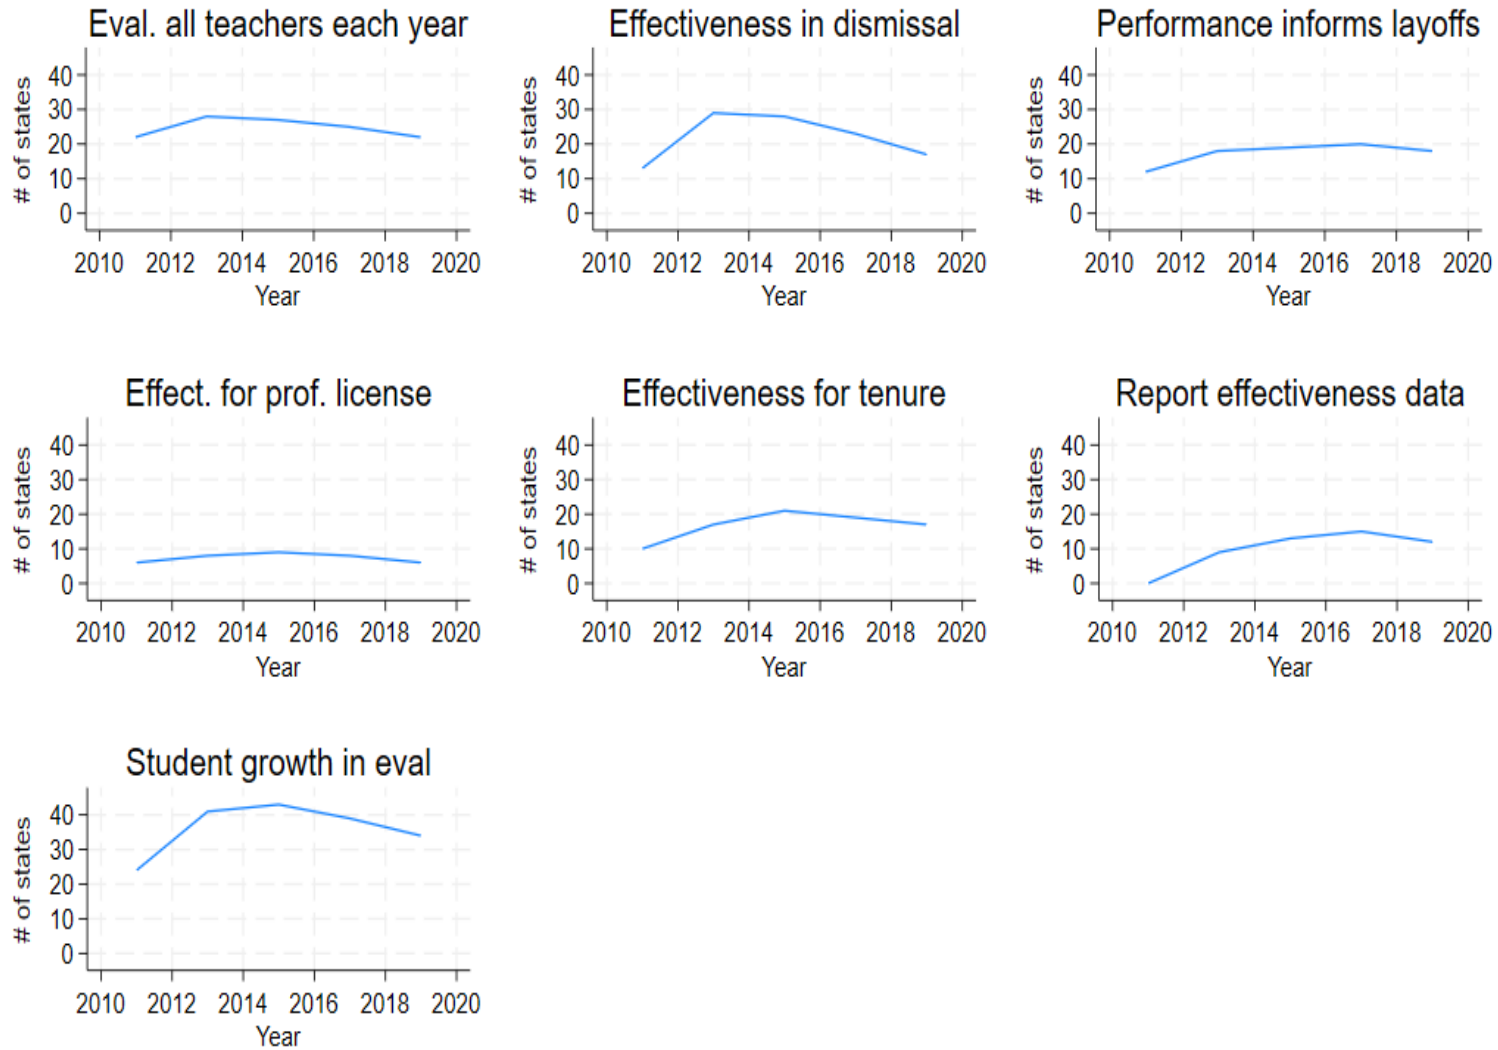 Eval. all teachers each year
# of states
40
30
20
10
0
2010 2012 2014 2016 2018 2020
Year
Effectiveness in dismissal
# of states
40
30
20
10
0
2010 2012 2014 2016 2018 2020
Year
Performance informs layoffs
# of states
40
30
20
10
0
2010 2012 2014 2016 2018 2020
Year
Effect. for prof. license
# of states
40
30
20
10
0
2010 2012 2014 2016 2018 2020
Year
Effectiveness for tenure
# of states
40
30
20
10
0
2010 2012 2014 2016 2018 2020
Year
Report effectiveness data
# of states
40
30
20
10
0
2010 2012 2014 2016 2018 2020
Year
Student growth in eval
# of states
40
30
20
10
0
2010 2012 2014 2016 2018 2020
Year